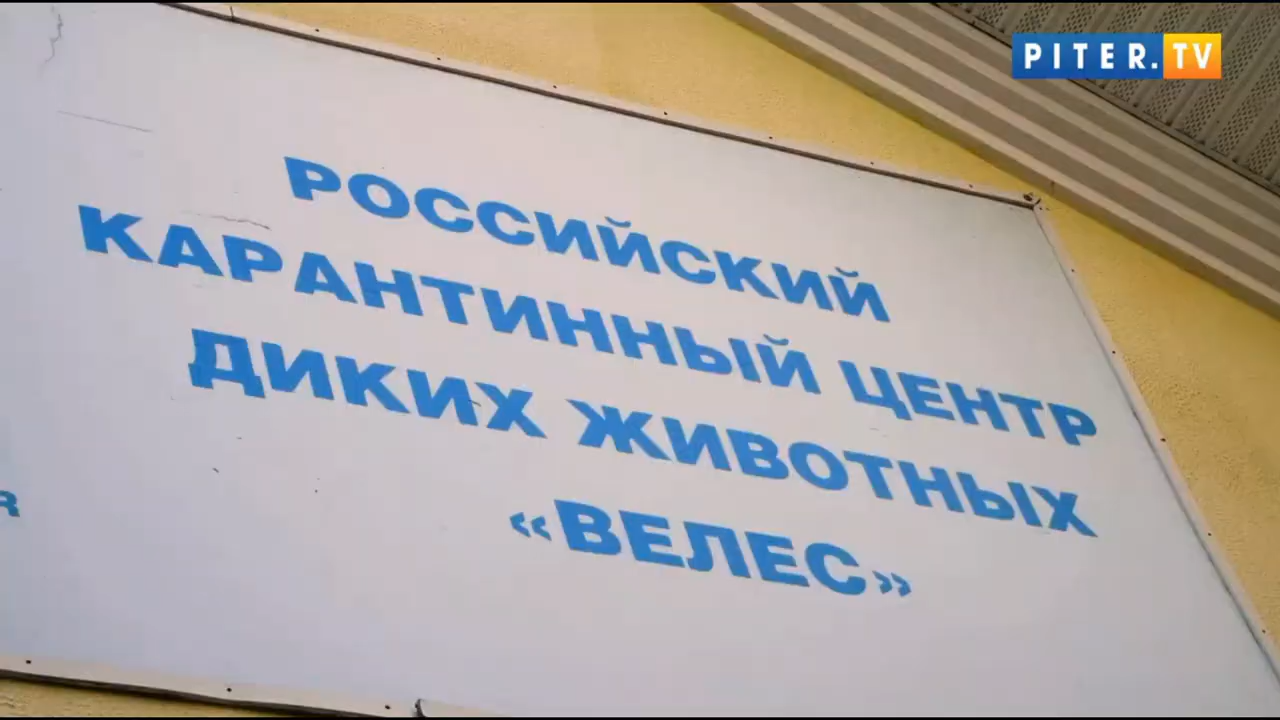 PITER.TV
РОССИЙСКИЙ
КАРАНТИННЫЙ ЦЕНТР
ДИКИХ ЖИВОТНЫХ
«ВЕЛЕС»